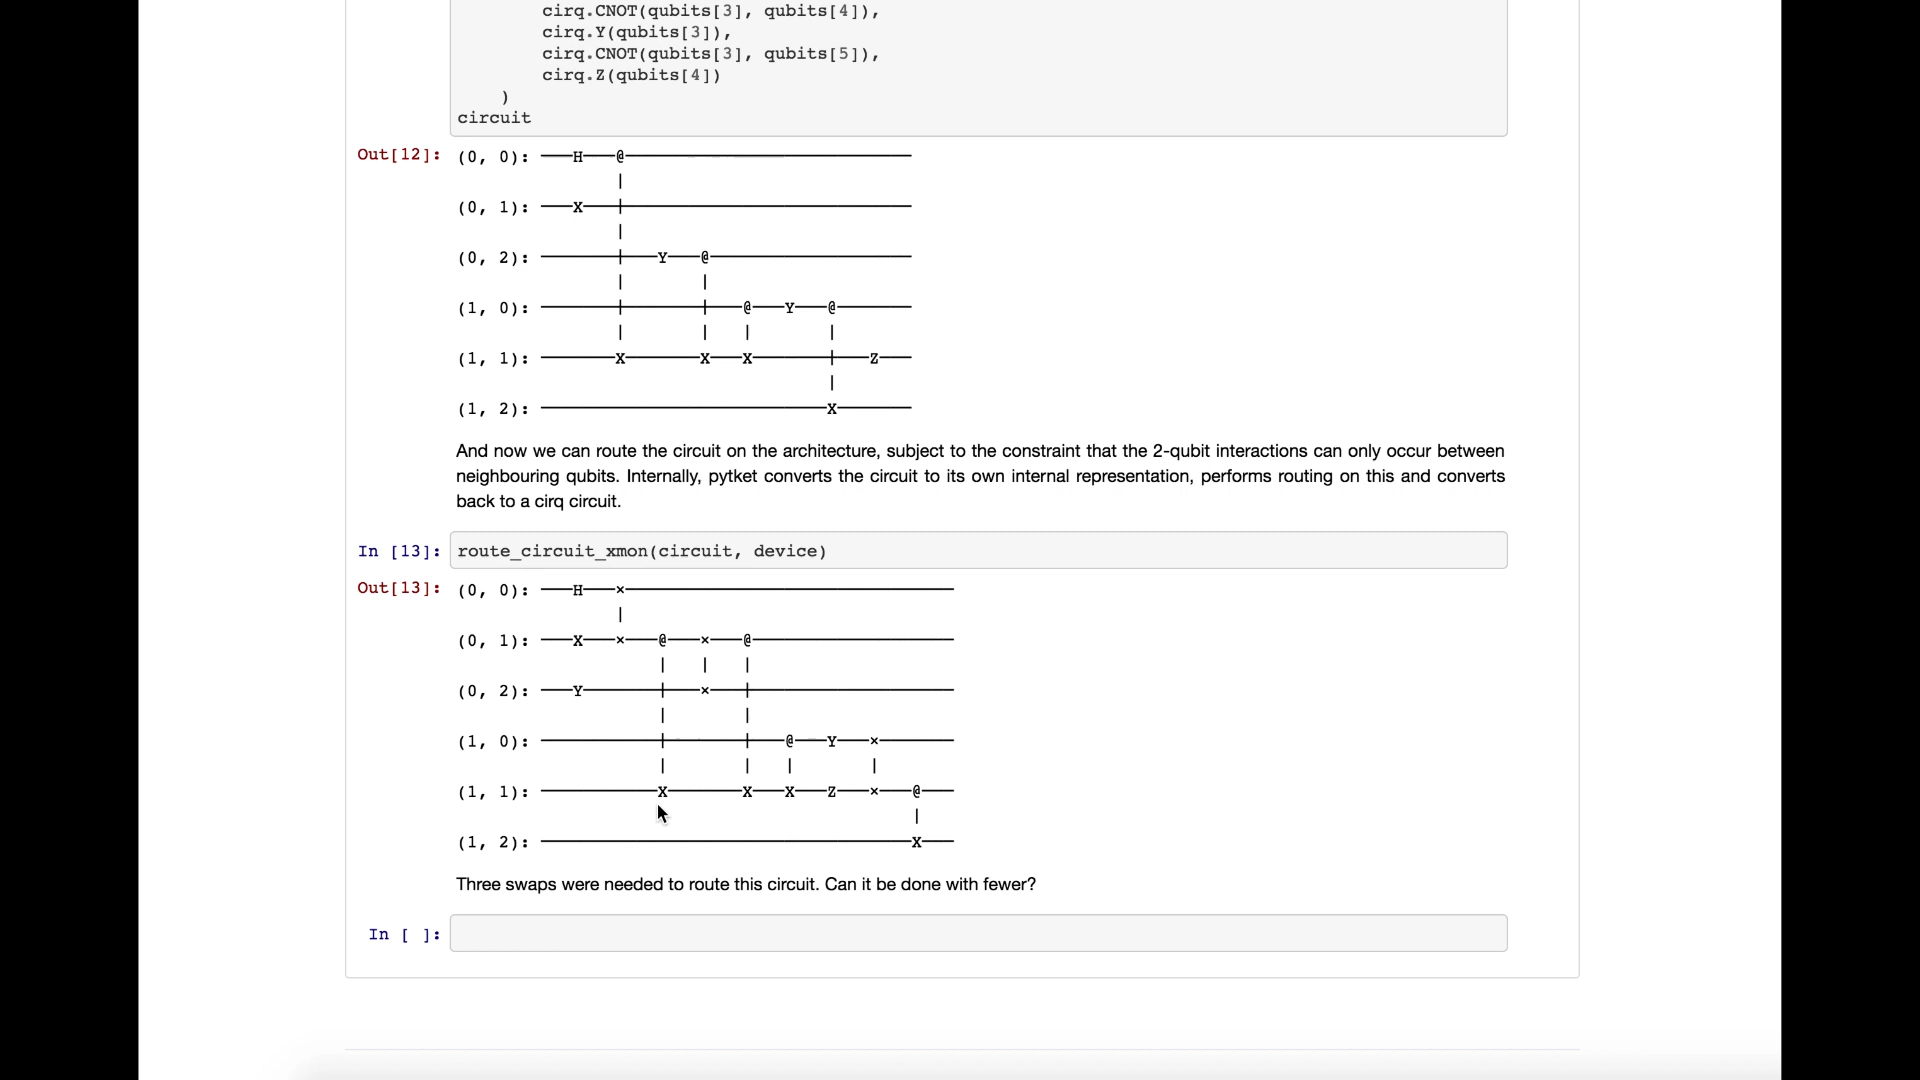 cirq.CNOT(qubits[3], qubits[4]),
cirq.Y(qubits[3]),
cirq.CNOT(qubits[3], qubits[5]),
cirq.Z(qubits[4])
)
circuit
Out[12]: (0, 0): ───H───@───────────────────────────
│
(0, 1): ───X───┼───────────────────────────
│
(0, 2): ───────┼───Y───@───────────────────
│ │
(1, 0): ───────┼───────┼───@───Y───@───────
│ │ │ │
(1, 1): ───────X───────X───X───────┼───Z───
│
(1, 2): ───────────────────────────X───────
And now we can route the circuit on the architecture, subject to the constraint that the 2-qubit interactions can only occur between
neighbouring qubits. Internally, pytket converts the circuit to its own internal representation, performs routing on this and converts
back to a cirq circuit.
In [13]: route_circuit_xmon(circuit, device)
Out[13]: (0, 0): ───H───×───────────────────────────────
│
(0, 1): ───X───×───@───×───@───────────────────
│ │ │
(0, 2): ───Y───────┼───×───┼───────────────────
│ │
(1, 0): ───────────┼───────┼───@───Y───×───────
│ │ │ │
(1, 1): ───────────X───────X───X───Z───×───@───
│
(1, 2): ───────────────────────────────────X───
Three swaps were needed to route this circuit. Can it be done with fewer?
In [ ]: